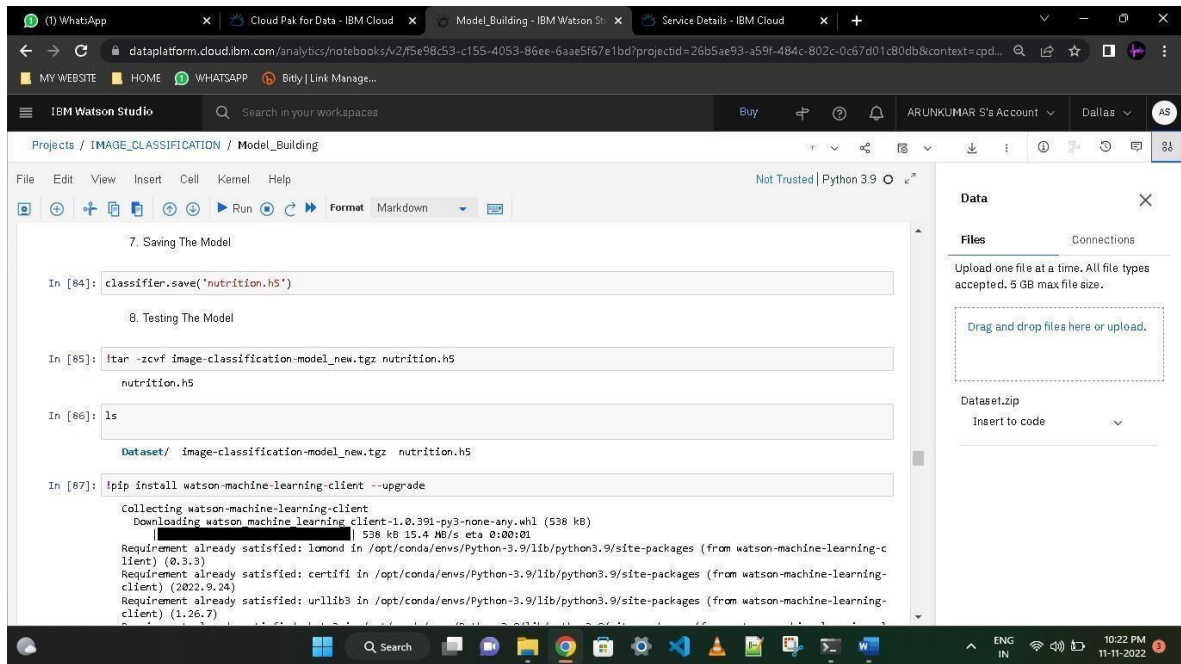 (1) WhatsApp
Cloud Pak for Data - IBM Cloud
Model_Building - IBM Watson St
Service Details - IBM Cloud
dataplatform.cloud.ibm.com/analytics/notebooks/v2/f5e98c53-c155-4053-86ee-6aae5f67e1bd?projectid=26b5ae93-a59f-484c-802c-0c67d01c80db&context=cpd...
MY WEBSITE HOME WHATSAPP Bitly | Link Manage...
IBM Watson Studio
Search in your workspaces
Buy
ARUNKUMAR S's Account
Dallas
AS
Projects / IMAGE_CLASSIFICATION / Model_Building
File Edit View Insert Cell Kernel Help
Not Trusted | Python 3.9
Run Format Markdown
7. Saving The Model
In [84]: classifier.save('nutrition.h5')
8. Testing The Model
In [85]: !tar -zcvf image-classification-model_new.tgz nutrition.h5
nutrition.h5
In [86]: ls
Dataset/ image-classification-model_new.tgz nutrition.h5
In [87]: !pip install watson-machine-learning-client --upgrade
Collecting watson-machine-learning-client
Downloading watson_machine_learning_client-1.0.391-py3-none-any.whl (538 kB)
| 538 kB 15.4 MB/s eta 0:00:01
Requirement already satisfied: lomond in /opt/conda/envs/Python-3.9/lib/python3.9/site-packages (from watson-machine-learning-c
lient) (0.3.3)
Requirement already satisfied: certifi in /opt/conda/envs/Python-3.9/lib/python3.9/site-packages (from watson-machine-learning-
client) (2022.9.24)
Requirement already satisfied: urllib3 in /opt/conda/envs/Python-3.9/lib/python3.9/site-packages (from watson-machine-learning-
client) (1.26.7)
Data
Files Connections
Upload one file at a time. All file types
accepted. 5 GB max file size.
Drag and drop files here or upload.
Dataset.zip
Insert to code
Search
ENG
IN
10:22 PM
11-11-2022
3